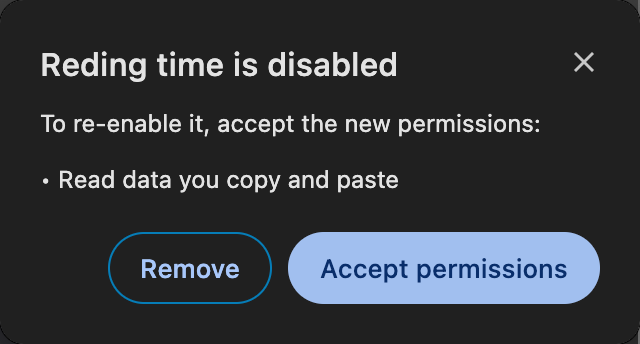 Reding time is disabled
To re-enable it, accept the new permissions:
• Read data you copy and paste
Remove
Accept permissions